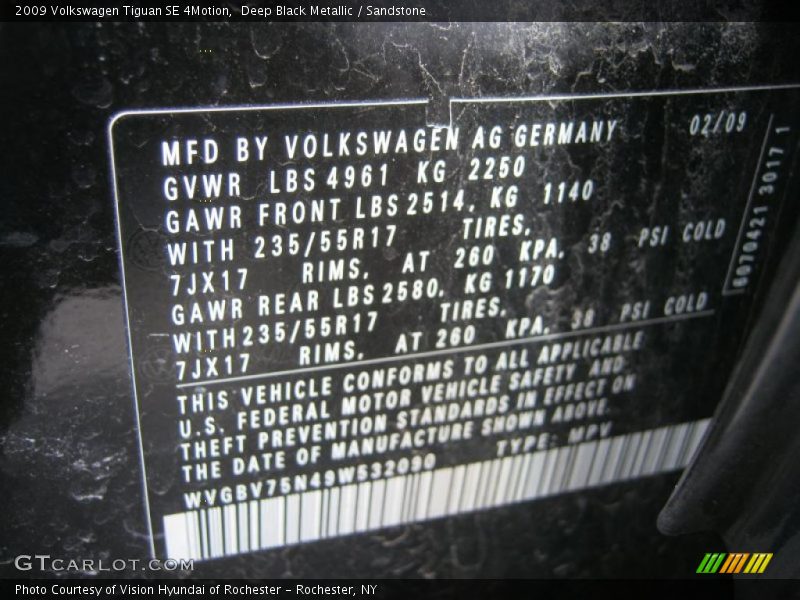 2009 Volkswagen Tiguan SE 4Motion, Deep Black Metallic / Sandstone
MFD BY VOLKSWAGEN AG GERMANY 02/09
GVWR LBS 4961 KG 2250
GAWR FRONT LBS 2514, KG 1140
WITH 235/55R17 TIRES,
7JX17 RIMS, AT 260 KPA, 38 PSI COLD
GAWR REAR LBS 2580, KG 1170
WITH 235/55R17 TIRES,
7JX17 RIMS, AT 260 KPA, 38 PSI COLD
THIS VEHICLE CONFORMS TO ALL APPLICABLE
U.S. FEDERAL MOTOR VEHICLE SAFETY AND
THEFT PREVENTION STANDARDS IN EFFECT ON
THE DATE OF MANUFACTURE SHOWN ABOVE.
WVGBV75N49W532090 TYPE: MPV
6070421 3017 1
GTCARLOT.COM
Photo Courtesy of Vision Hyundai of Rochester – Rochester, NY